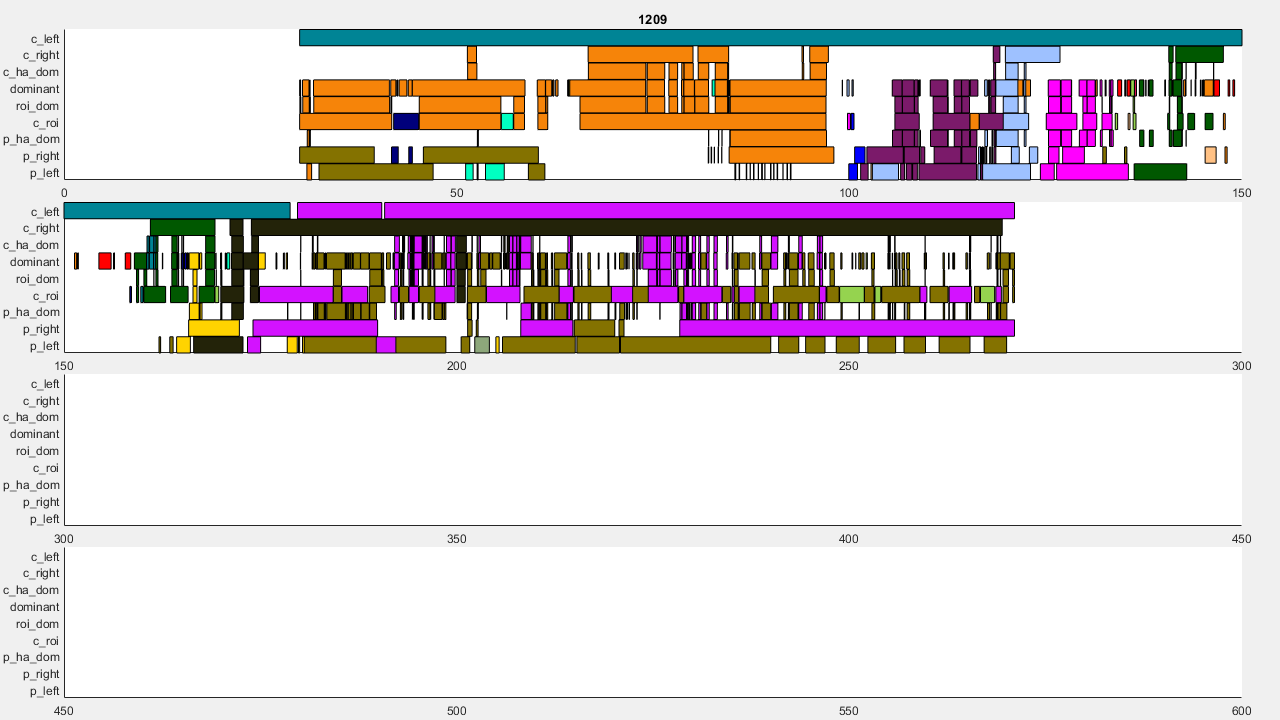 1209
c_left
c_right
c_ha_dom
dominant
roi_dom
c_roi
p_ha_dom
p_right
p_left
0 50 100 150
c_left
c_right
c_ha_dom
dominant
roi_dom
c_roi
p_ha_dom
p_right
p_left
150 200 250 300
c_left
c_right
c_ha_dom
dominant
roi_dom
c_roi
p_ha_dom
p_right
p_left
300 350 400 450
c_left
c_right
c_ha_dom
dominant
roi_dom
c_roi
p_ha_dom
p_right
p_left
450 500 550 600